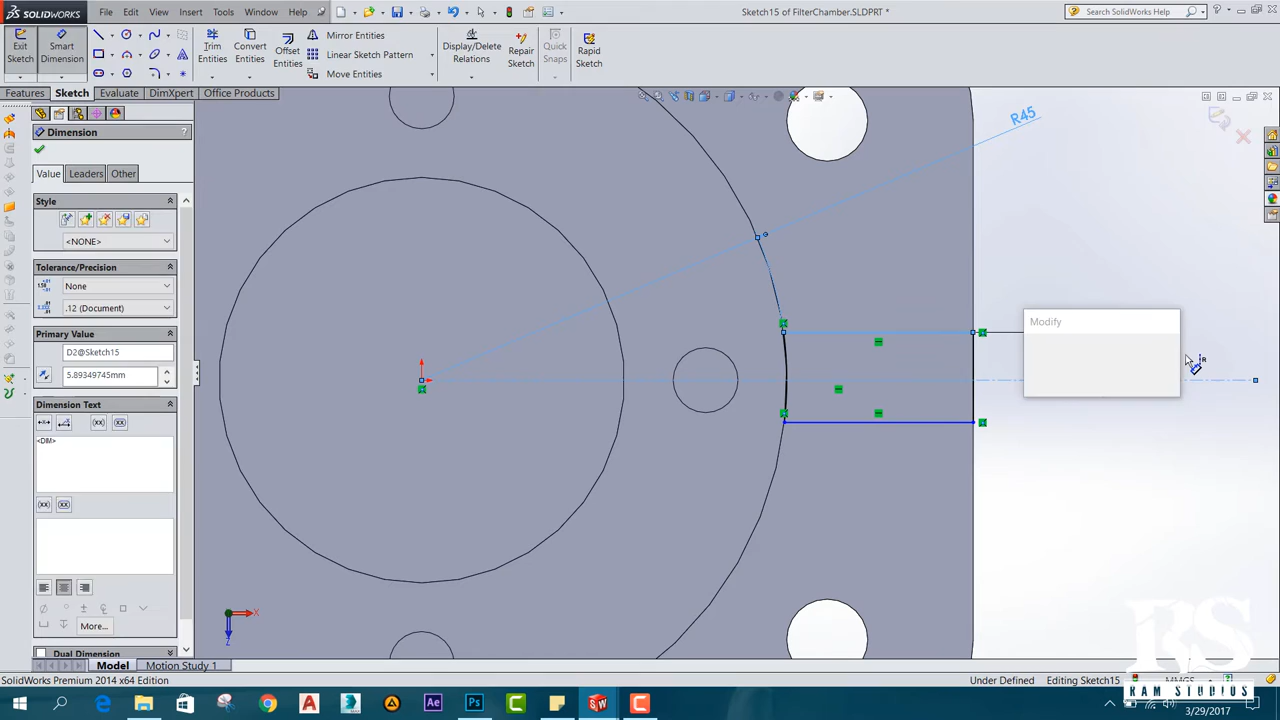 SOLIDWORKS
File Edit View Insert Tools Window Help
Sketch15 of FilterChamber.SLDPRT *
Search SolidWorks Help
Exit Sketch
Smart Dimension
Trim Entities
Convert Entities
Offset Entities
Mirror Entities
Linear Sketch Pattern
Move Entities
Display/Delete Relations
Repair Sketch
Quick Snaps
Rapid Sketch
Features Sketch Evaluate DimXpert Office Products
Dimension
?
Value Leaders Other
Style
<NONE>
Tolerance/Precision
None
.12 (Document)
Primary Value
D2@Sketch15
5.89349745mm
Dimension Text
<DIM>
More...
Dual Dimension
R45
Modify
X
Z
Model Motion Study 1
SolidWorks Premium 2014 x64 Edition
Under Defined Editing Sketch15 MMGS
RS
RAM STUDIOS
3/29/2017